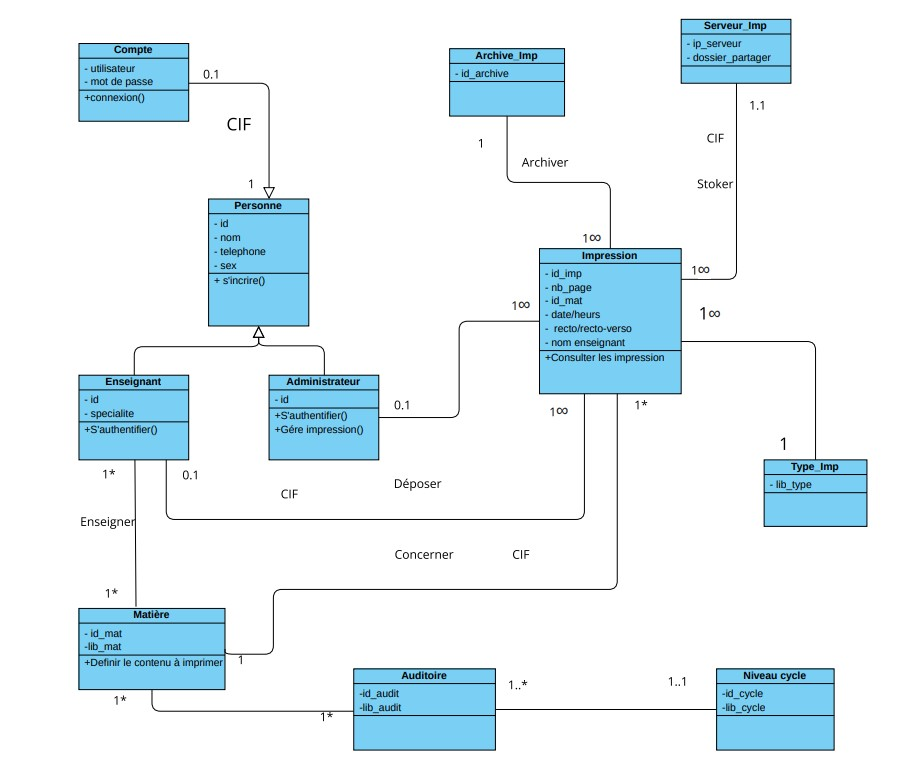 Serveur_Imp
- ip_serveur
- dossier_partager
Compte
- utilisateur
- mot de passe
+connexion()
0.1
Archive_Imp
- id_archive
1.1
CIF
CIF
1
Archiver
Stoker
1
Personne
- id
- nom
- telephone
- sex
+ s'incrire()
1∞
Impression
- id_imp
- nb_page
- id_mat
- date/heurs
- recto/recto-verso
- nom enseignant
+Consulter les impression
1∞
1∞
1∞
Enseignant
- id
- specialite
+S'authentifier()
Administrateur
- id
+S'authentifier()
+Gére impression()
0.1
1∞
1*
1
Type_Imp
- lib_type
1*
0.1
Déposer
CIF
Enseigner
Concerner
CIF
1*
Matière
- id_mat
-lib_mat
+Definir le contenu à imprimer
1
1*
1*
Auditoire
-id_audit
-lib_audit
1..*
1..1
Niveau cycle
-id_cycle
-lib_cycle